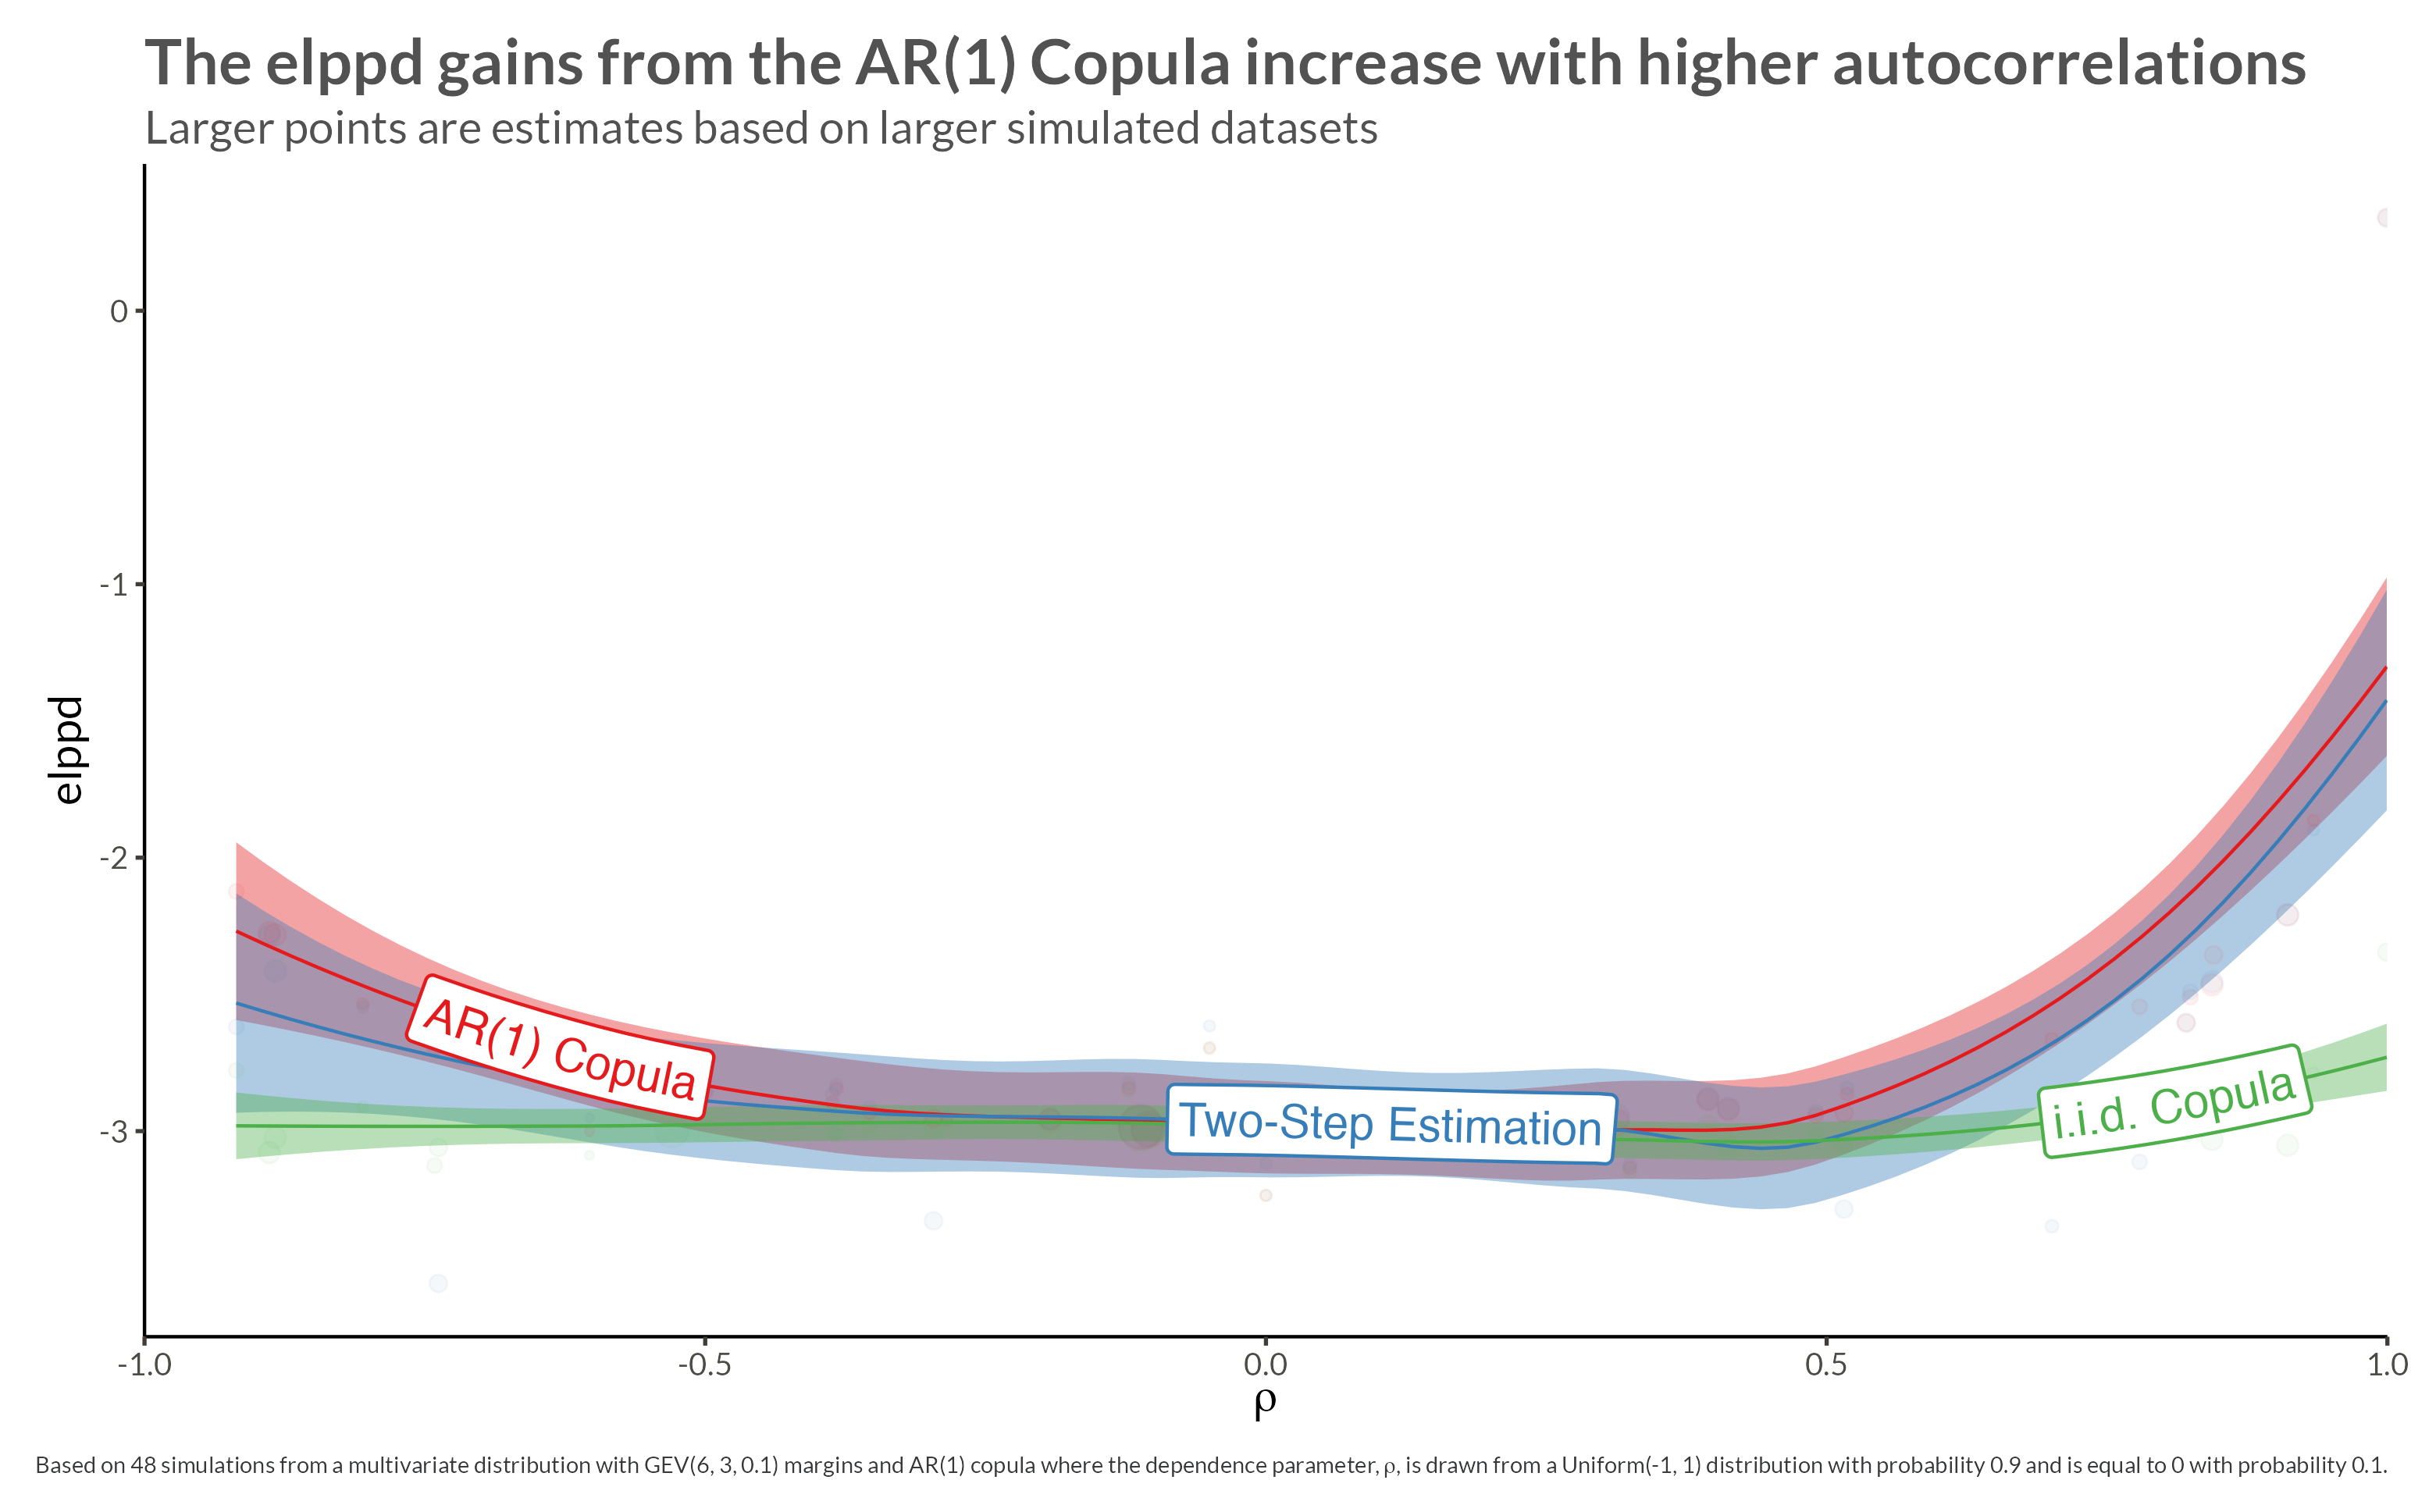 The elppd gains from the AR(1) Copula increase with higher autocorrelations
Larger points are estimates based on larger simulated datasets
0
-1
-2
-3
elppd
AR(1) Copula
Two-Step Estimation
i.i.d. Copula
-1.0
-0.5
0.0
0.5
1.0
ρ
Based on 48 simulations from a multivariate distribution with GEV(6, 3, 0.1) margins and AR(1) copula where the dependence parameter, ρ, is drawn from a Uniform(-1, 1) distribution with probability 0.9 and is equal to 0 with probability 0.1.